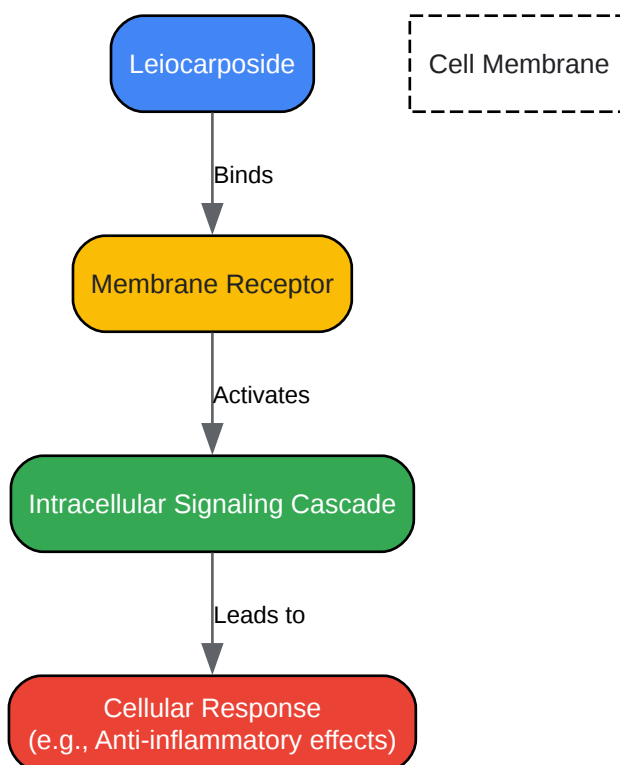 Leiocarposide
Cell Membrane
Binds
Membrane Receptor
Activates
Intracellular Signaling Cascade
Leads to
Cellular Response
(e.g., Anti-inflammatory effects)